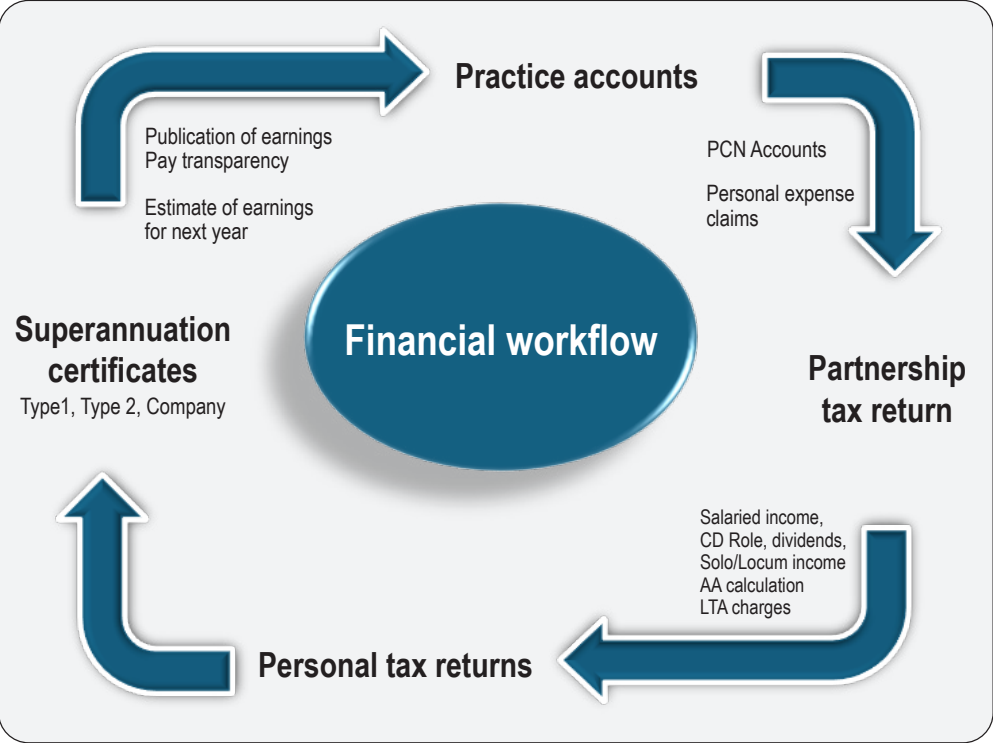 Practice accounts
PCN Accounts
Personal expense
claims
Partnership
tax return
Salaried income,
CD Role, dividends,
Solo/Locum income
AA calculation
LTA charges
Personal tax returns
Superannuation
certificates
Type1, Type 2, Company
Publication of earnings
Pay transparency
Estimate of earnings
for next year
Financial workflow